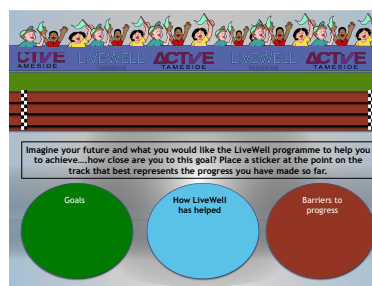 CTIVE LIVEWELL ACTIVE LIVEWELL ACTIVE
AMESIDE TAMESIDE TAMESIDE TAMESIDE TAMESIDE
Imagine your future and what you would like the LiveWell programme to help you
to achieve....how close are you to this goal? Place a sticker at the point on the
track that best represents the progress you have made so far.
Goals
How LiveWell
has helped
Barriers to
progress